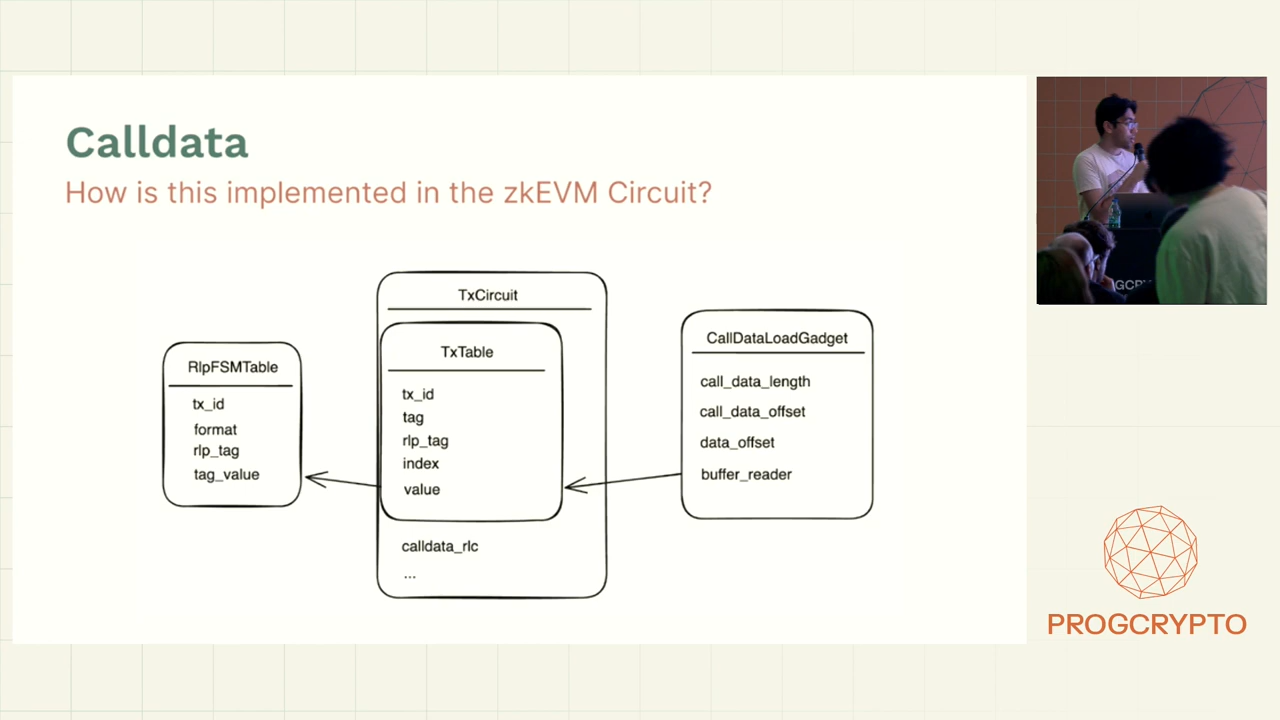 Calldata
How is this implemented in the zkEVM Circuit?
RlpFSMTable
tx_id
format
rlp_tag
tag_value
TxCircuit
TxTable
tx_id
tag
rlp_tag
index
value
calldata_rlc
...
CallDataLoadGadget
call_data_length
call_data_offset
data_offset
buffer_reader
PROGCRYPTO